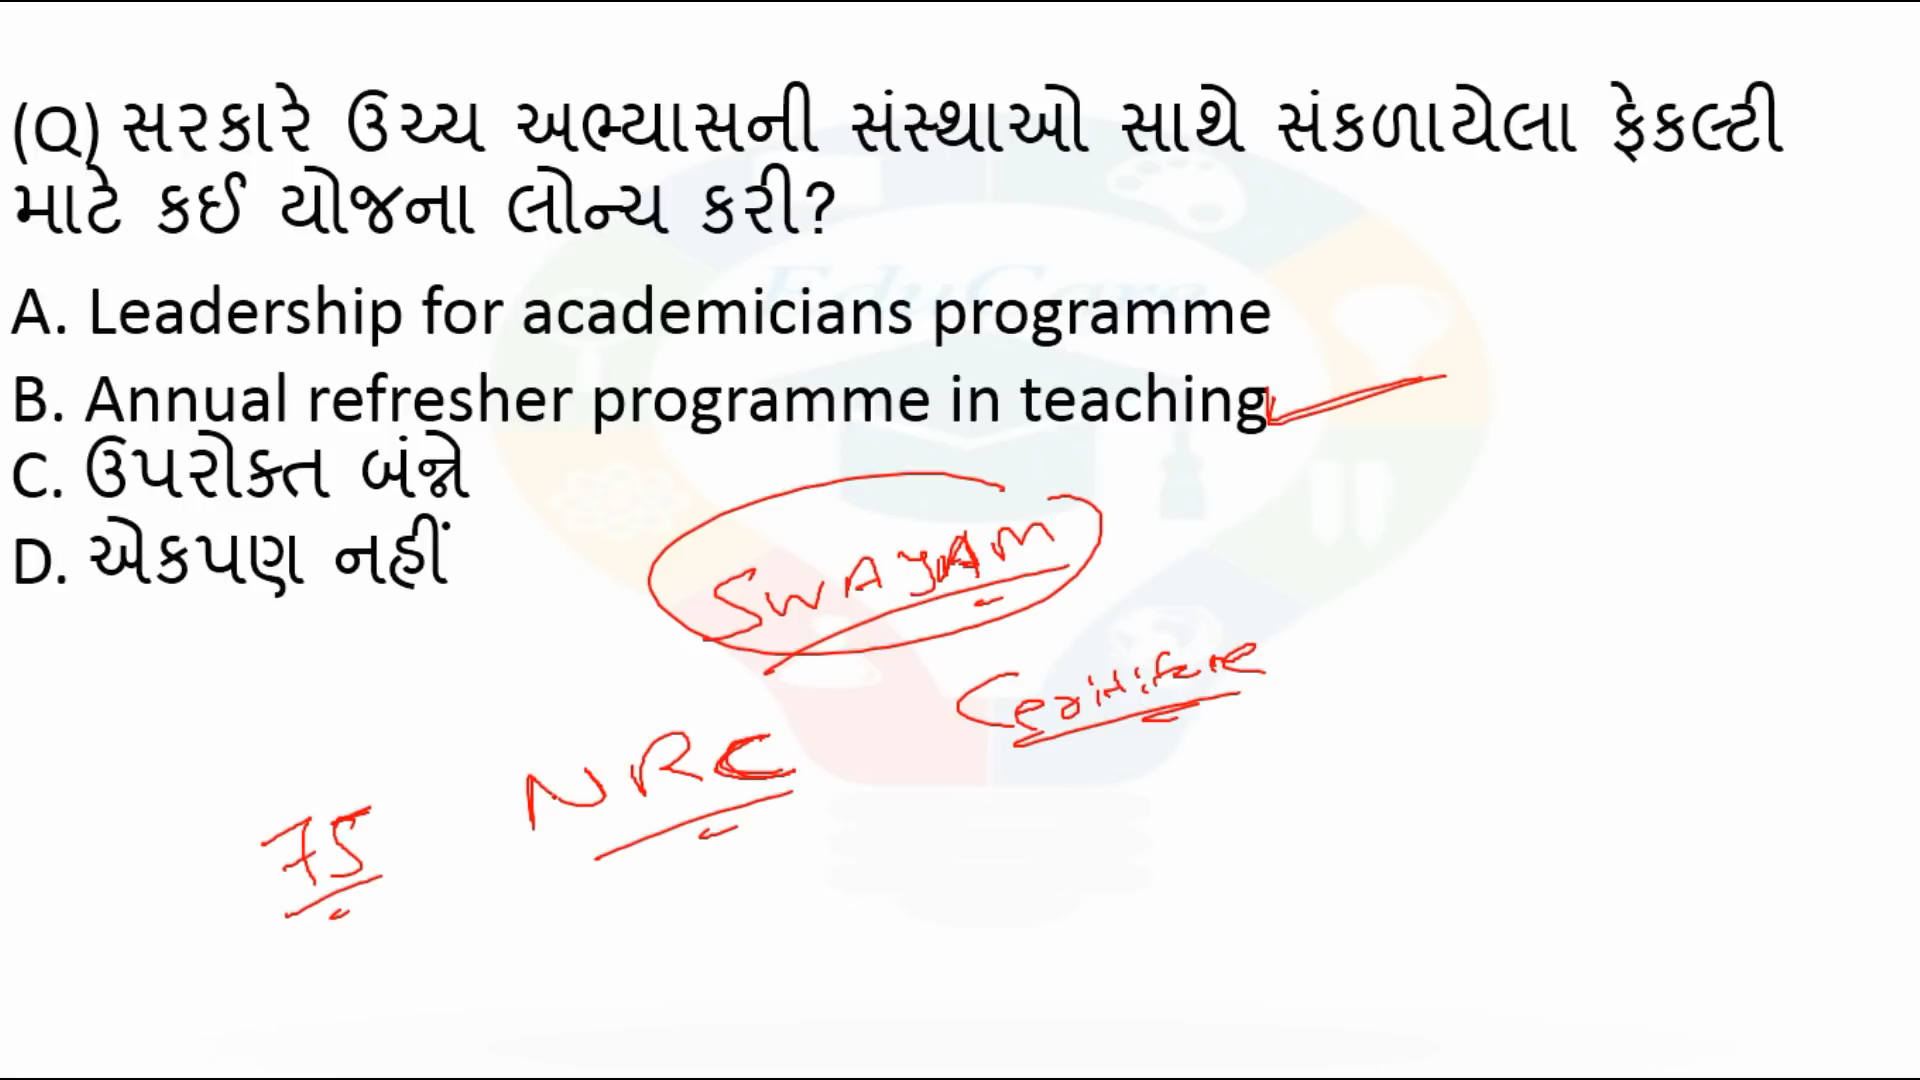 (Q) સરકારે ઉચ્ચ અભ્યાસની સંસ્થાઓ સાથે સંકળાયેલા ફેકલ્ટી
માટે કઈ યોજના લોન્ચ કરી?
EduCare
A. Leadership for academicians programme
B. Annual refresher programme in teaching
C. ઉપરોક્ત બંન્ને
D. એકપણ નહીં
SWAYAM
NRC
75